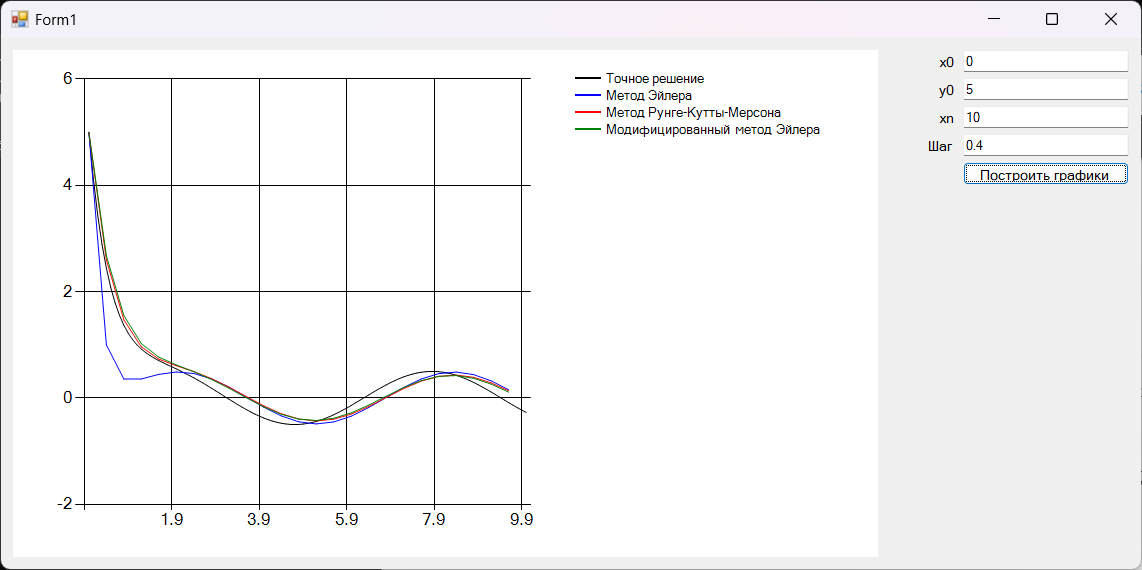 Form1
6
4
2
0
-2
1.9 3.9 5.9 7.9 9.9
Точное решение
Метод Эйлера
Метод Рунге-Кутты-Мерсона
Модифицированный метод Эйлера
x0 0
y0 5
xn 10
Шаг 0.4
Построить графики